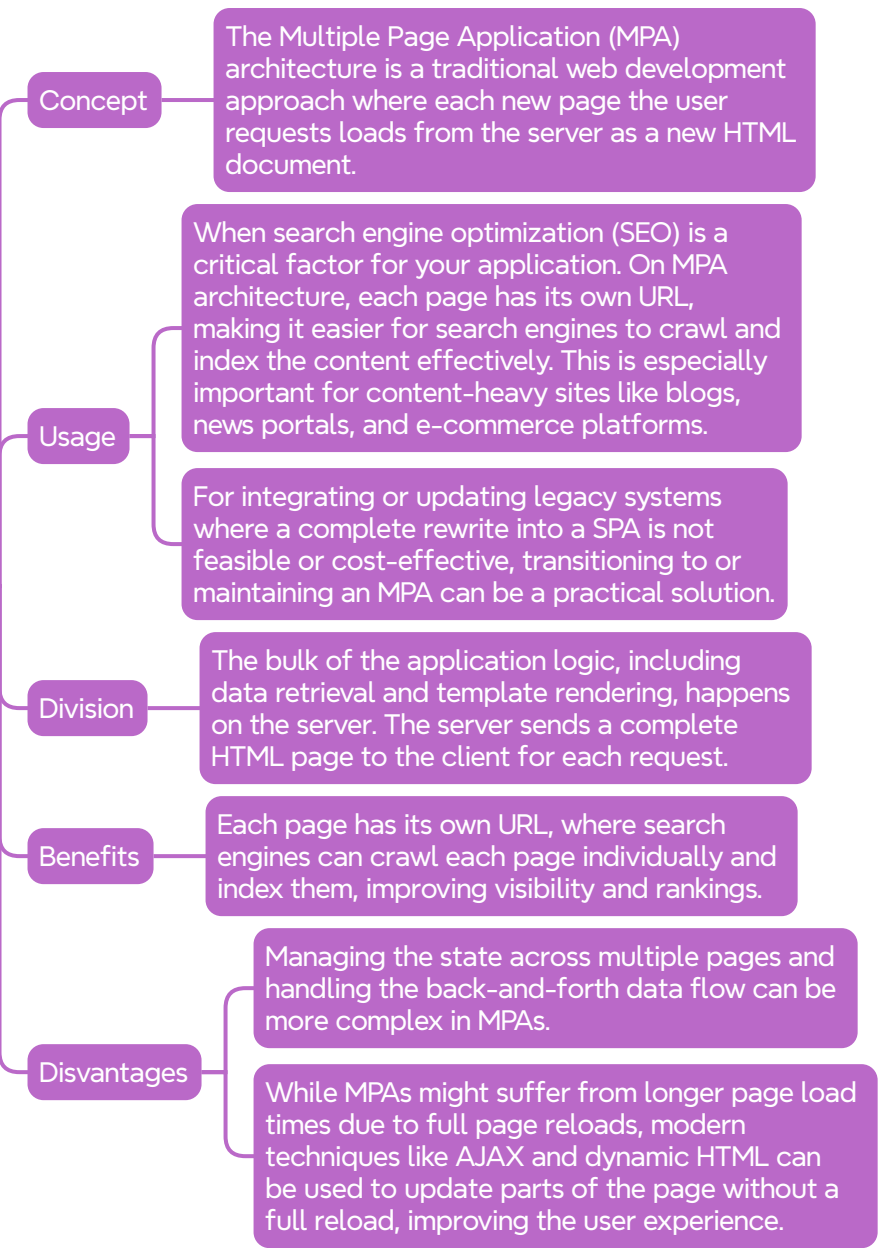 Concept
The Multiple Page Application (MPA)
architecture is a traditional web development
approach where each new page the user
requests loads from the server as a new HTML
document.
Usage
When search engine optimization (SEO) is a
critical factor for your application. On MPA
architecture, each page has its own URL,
making it easier for search engines to crawl and
index the content effectively. This is especially
important for content-heavy sites like blogs,
news portals, and e-commerce platforms.
For integrating or updating legacy systems
where a complete rewrite into a SPA is not
feasible or cost-effective, transitioning to or
maintaining an MPA can be a practical solution.
Division
The bulk of the application logic, including
data retrieval and template rendering, happens
on the server. The server sends a complete
HTML page to the client for each request.
Benefits
Each page has its own URL, where search
engines can crawl each page individually and
index them, improving visibility and rankings.
Disvantages
Managing the state across multiple pages and
handling the back-and-forth data flow can be
more complex in MPAs.
While MPAs might suffer from longer page load
times due to full page reloads, modern
techniques like AJAX and dynamic HTML can
be used to update parts of the page without a
full reload, improving the user experience.